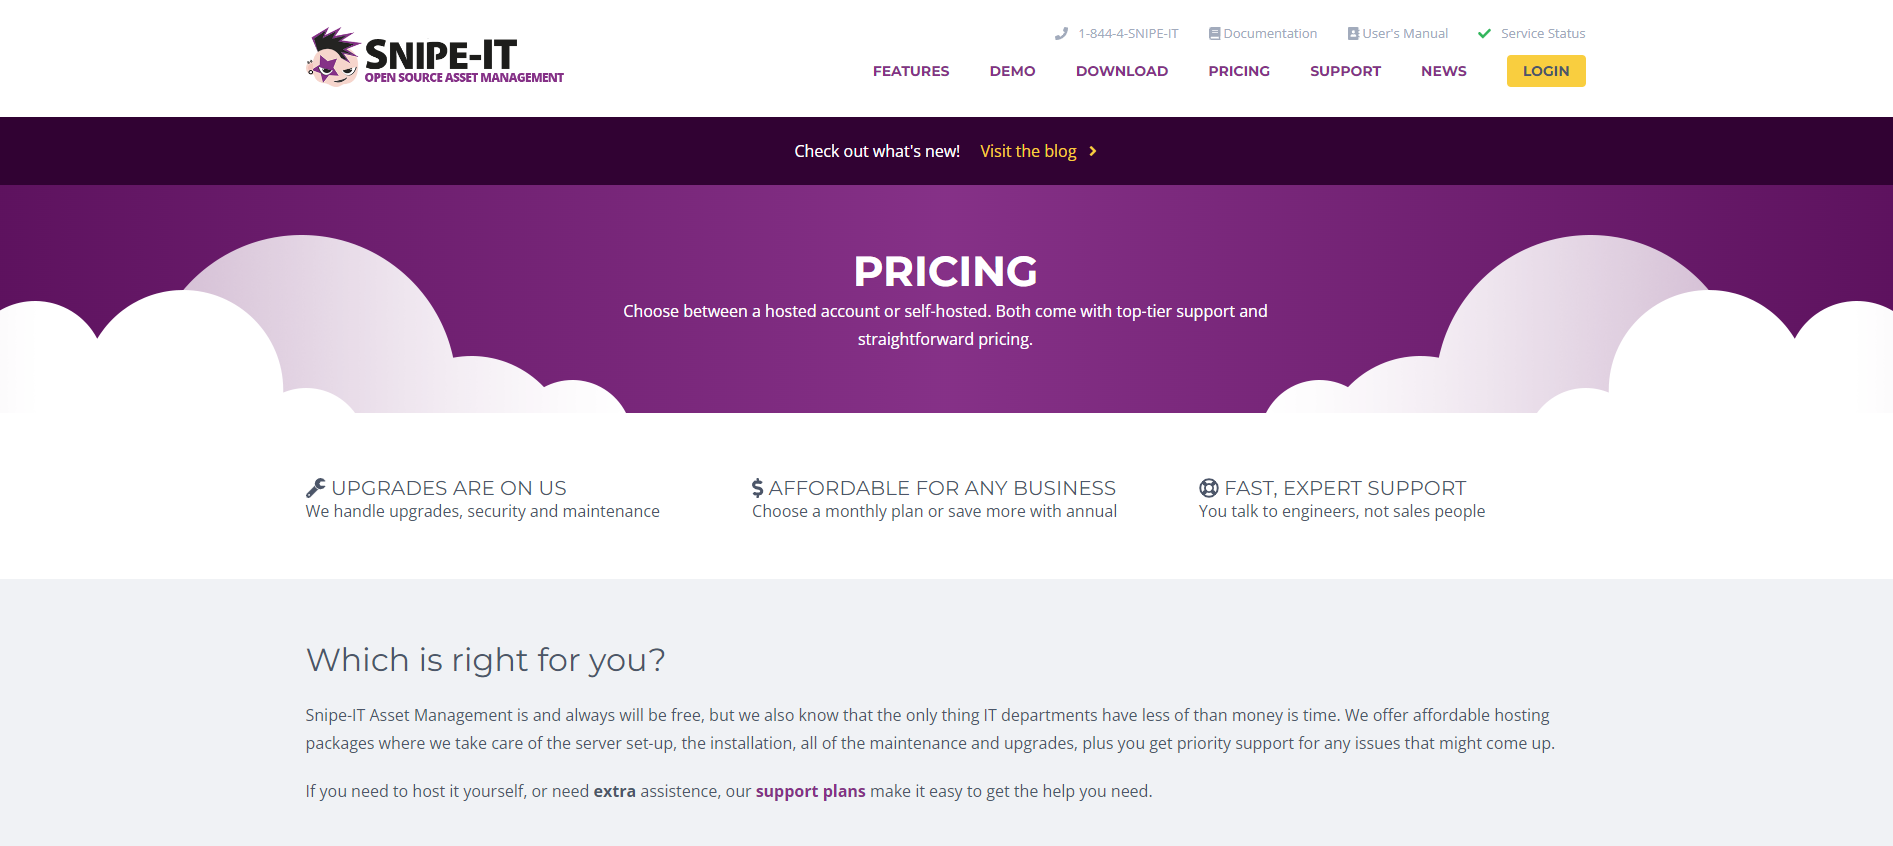 SNIPE-IT
OPEN SOURCE ASSET MANAGEMENT
1-844-4-SNIPE-IT
Documentation
User's Manual
Service Status
FEATURES
DEMO
DOWNLOAD
PRICING
SUPPORT
NEWS
LOGIN
Check out what's new! Visit the blog
PRICING
Choose between a hosted account or self-hosted. Both come with top-tier support and
straightforward pricing.
UPGRADES ARE ON US
We handle upgrades, security and maintenance
AFFORDABLE FOR ANY BUSINESS
Choose a monthly plan or save more with annual
FAST, EXPERT SUPPORT
You talk to engineers, not sales people
Which is right for you?
Snipe-IT Asset Management is and always will be free, but we also know that the only thing IT departments have less of than money is time. We offer affordable hosting
packages where we take care of the server set-up, the installation, all of the maintenance and upgrades, plus you get priority support for any issues that might come up.
If you need to host it yourself, or need extra assistence, our support plans make it easy to get the help you need.